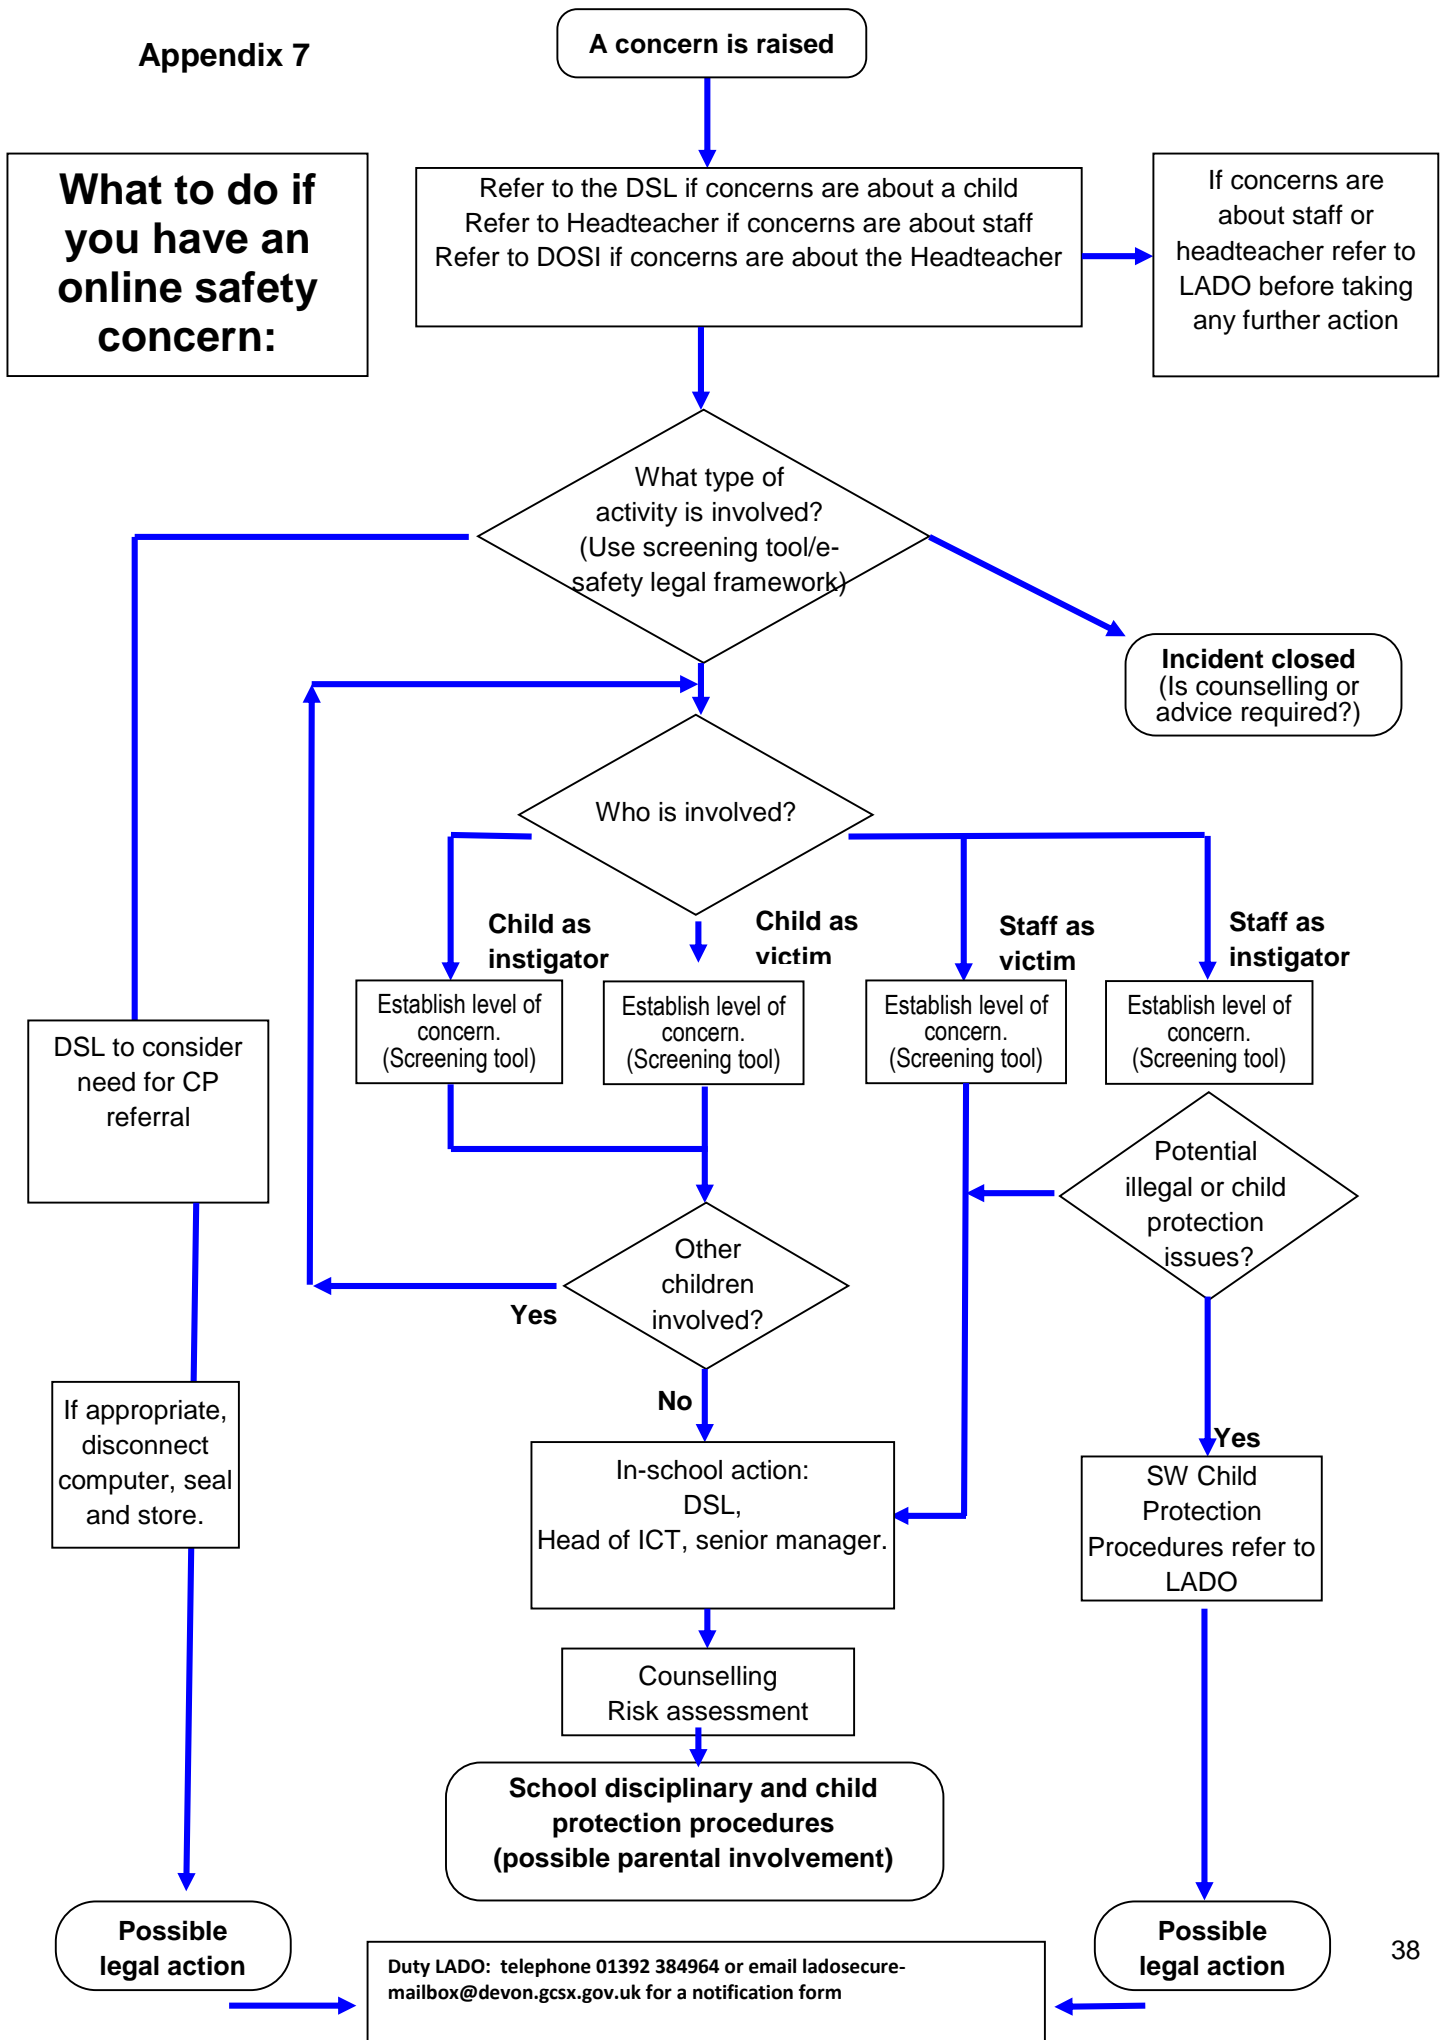 Appendix 7
A concern is raised
What to do if
you have an
online safety
concern:
Refer to the DSL if concerns are about a child
Refer to Headteacher if concerns are about staff
Refer to DOSI if concerns are about the Headteacher
If concerns are
about staff or
headteacher refer to
LADO before taking
any further action
What type of
activity is involved?
(Use screening tool/e-
safety legal framework)
Incident closed
(Is counselling or
advice required?)
Who is involved?
Child as
instigator
Child as
victim
Staff as
victim
Staff as
instigator
Establish level of
concern.
(Screening tool)
Establish level of
concern.
(Screening tool)
Establish level of
concern.
(Screening tool)
Establish level of
concern.
(Screening tool)
DSL to consider
need for CP
referral
Potential
illegal or child
protection
issues?
Other
children
involved?
Yes
No
Yes
If appropriate,
disconnect
computer, seal
and store.
In-school action:
DSL,
Head of ICT, senior manager.
SW Child
Protection
Procedures refer to
LADO
Counselling
Risk assessment
School disciplinary and child
protection procedures
(possible parental involvement)
Possible
legal action
Possible
legal action
Duty LADO: telephone 01392 384964 or email ladosecure-
mailbox@devon.gcsx.gov.uk for a notification form
38